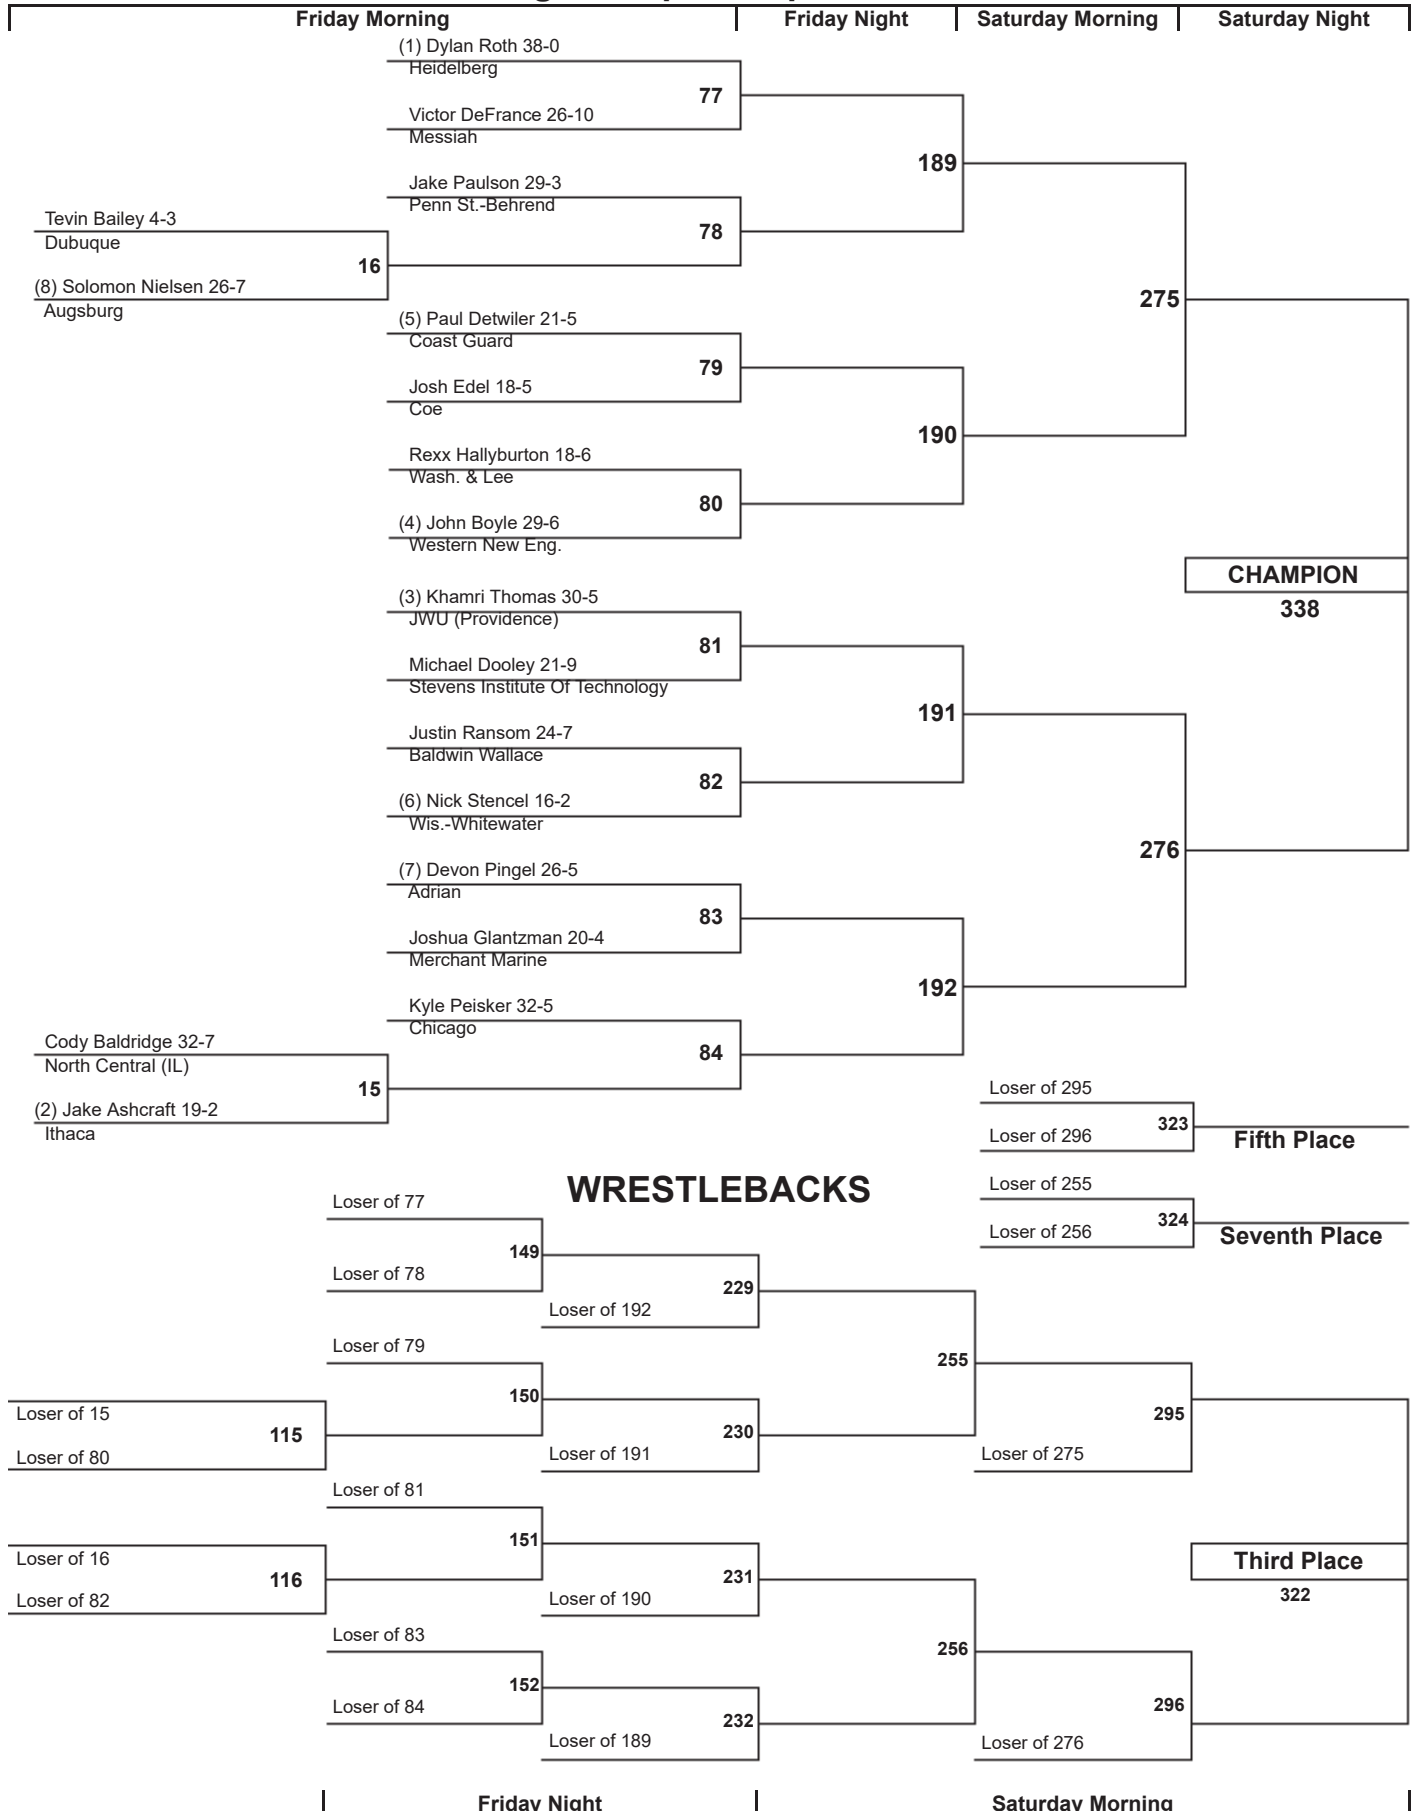 Friday Morning
Friday Night
Saturday Morning
Saturday Night
(1) Dylan Roth 38-0
Heidelberg
77
Victor DeFrance 26-10
Messiah
189
Jake Paulson 29-3
Penn St.-Behrend
Tevin Bailey 4-3
Dubuque
78
16
(8) Solomon Nielsen 26-7
Augsburg
275
(5) Paul Detwiler 21-5
Coast Guard
79
Josh Edel 18-5
Coe
190
Rexx Hallyburton 18-6
Wash. & Lee
80
(4) John Boyle 29-6
Western New Eng.
CHAMPION
338
(3) Khamri Thomas 30-5
JWU (Providence)
81
Michael Dooley 21-9
Stevens Institute Of Technology
191
Justin Ransom 24-7
Baldwin Wallace
82
(6) Nick Stencel 16-2
Wis.-Whitewater
276
(7) Devon Pingel 26-5
Adrian
83
Joshua Glantzman 20-4
Merchant Marine
192
Kyle Peisker 32-5
Chicago
Cody Baldridge 32-7
North Central (IL)
84
15
(2) Jake Ashcraft 19-2
Ithaca
Loser of 295
323
Loser of 296
Fifth Place
WRESTLEBACKS
Loser of 255
324
Loser of 256
Seventh Place
Loser of 77
149
Loser of 78
229
Loser of 192
Loser of 79
255
150
Loser of 15
115
Loser of 80
230
Loser of 191
295
Loser of 275
Loser of 81
151
Loser of 16
116
Loser of 82
231
Loser of 190
Third Place
322
Loser of 83
256
152
Loser of 84
232
Loser of 189
296
Loser of 276
Friday Night
Saturday Morning